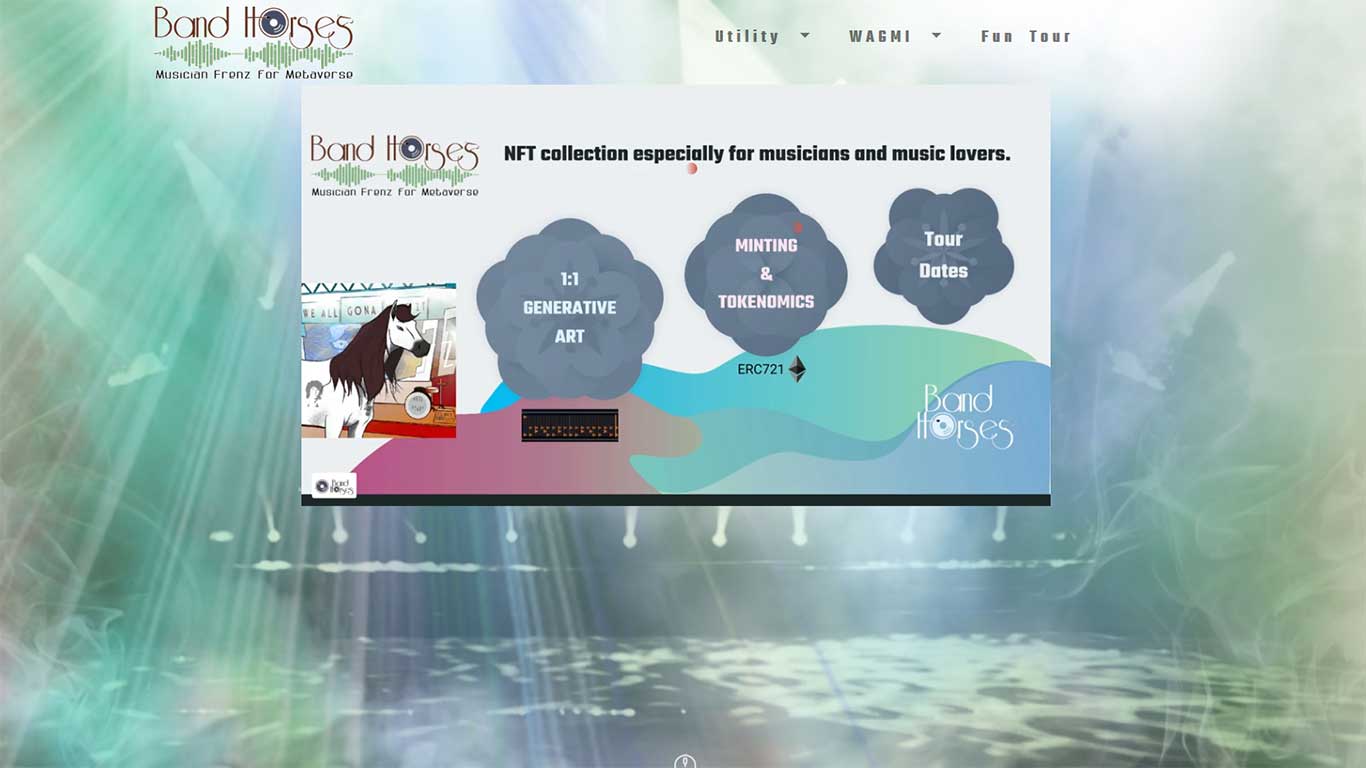 Band Horses
Musician Frenz For Metaverse
Utility
WAGMI
Fun Tour
Band Horses
Musician Frenz For Metaverse
NFT collection especially for musicians and music lovers.
1:1
GENERATIVE
ART
MINTING
&
TOKENOMICS
Tour
Dates
WE ALL GONA
ERC721
Band
Horses
Band
Horses